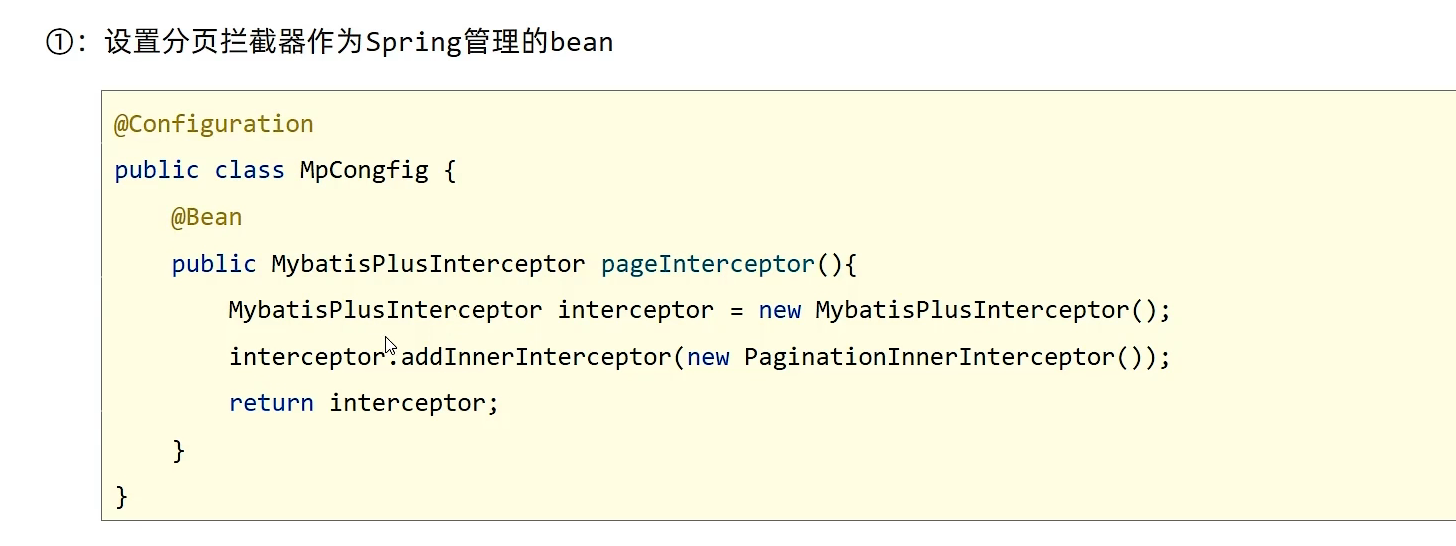 ①：设置分页拦截器作为Spring管理的bean
@Configuration
public class MpCongfig {
    @Bean
    public MybatisPlusInterceptor pageInterceptor(){
        MybatisPlusInterceptor interceptor = new MybatisPlusInterceptor();
        interceptor.addInnerInterceptor(new PaginationInnerInterceptor());
        return interceptor;
    }
}